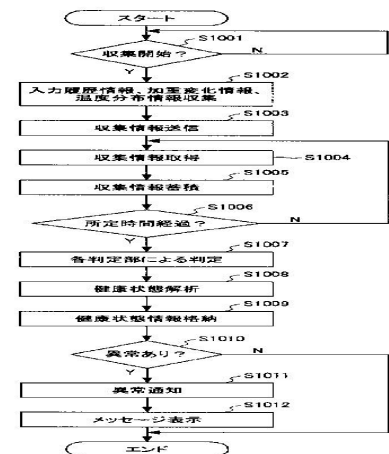 スタート
S1001
収集開始?
N
Y
S1002
入力履歴情報、加重変化情報、
温度分布情報収集
S1003
収集情報送信
収集情報取得
S1004
S1005
収集情報蓄積
S1006
所定時間経過?
N
Y
S1007
各判定部による判定
S1008
健康状態解析
S1009
健康状態情報格納
S1010
異常あり?
N
Y
S1011
異常通知
S1012
メッセージ表示
エンド